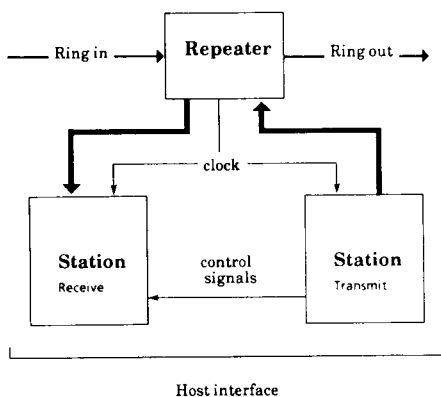 Repeater
Ring in
Ring out
clock
Station
Receive
control
signals
Station
Transmit
Host interface